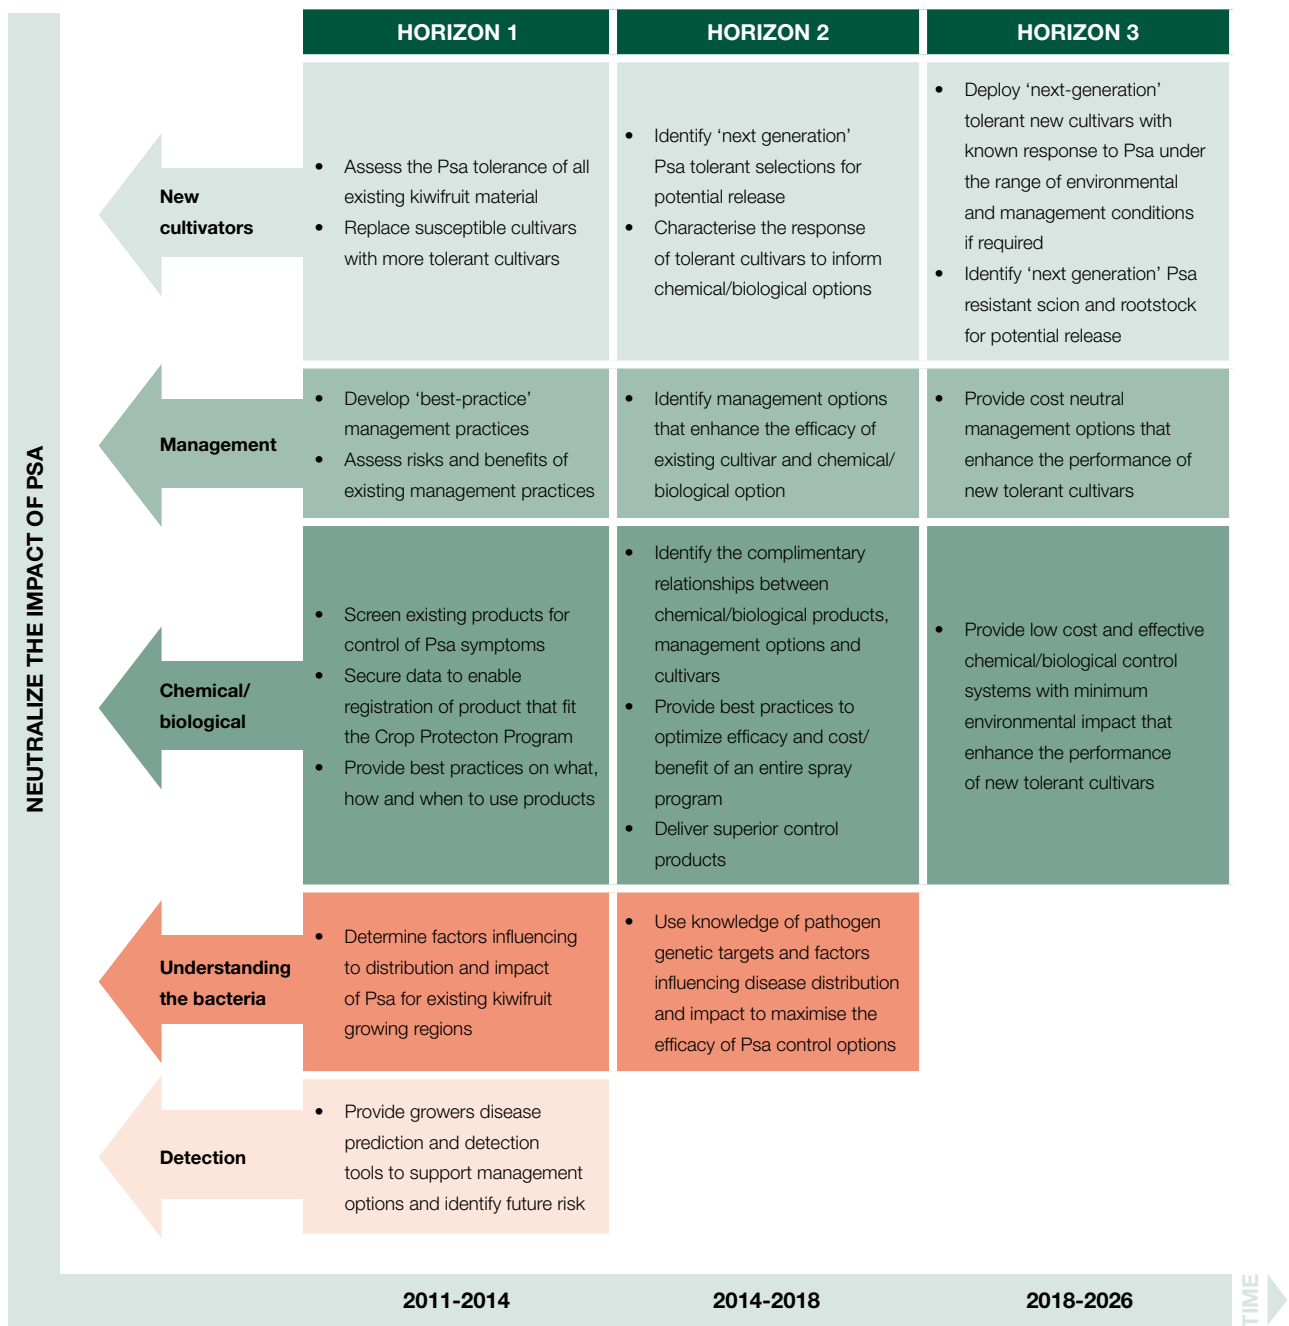 HORIZON 1
HORIZON 2
HORIZON 3
NEUTRALIZE THE IMPACT OF PSA
New
cultivators
• Assess the Psa tolerance of all
existing kiwifruit material
• Replace susceptible cultivars
with more tolerant cultivars
• Identify ‘next generation’
Psa tolerant selections for
potential release
• Characterise the response
of tolerant cultivars to inform
chemical/biological options
• Deploy ‘next-generation’
tolerant new cultivars with
known response to Psa under
the range of environmental
and management conditions
if required
• Identify ‘next generation’ Psa
resistant scion and rootstock
for potential release
Management
• Develop ‘best-practice’
management practices
• Assess risks and benefits of
existing management practices
• Identify management options
that enhance the efficacy of
existing cultivar and chemical/
biological option
• Provide cost neutral
management options that
enhance the performance of
new tolerant cultivars
Chemical/
biological
• Screen existing products for
control of Psa symptoms
• Secure data to enable
registration of product that fit
the Crop Protecton Program
• Provide best practices on what,
how and when to use products
• Identify the complimentary
relationships between
chemical/biological products,
management options and
cultivars
• Provide best practices to
optimize efficacy and cost/
benefit of an entire spray
program
• Deliver superior control
products
• Provide low cost and effective
chemical/biological control
systems with minimum
environmental impact that
enhance the performance
of new tolerant cultivars
Understanding
the bacteria
• Determine factors influencing
to distribution and impact
of Psa for existing kiwifruit
growing regions
• Use knowledge of pathogen
genetic targets and factors
influencing disease distribution
and impact to maximise the
efficacy of Psa control options
Detection
• Provide growers disease
prediction and detection
tools to support management
options and identify future risk
2011-2014
2014-2018
2018-2026
TIME